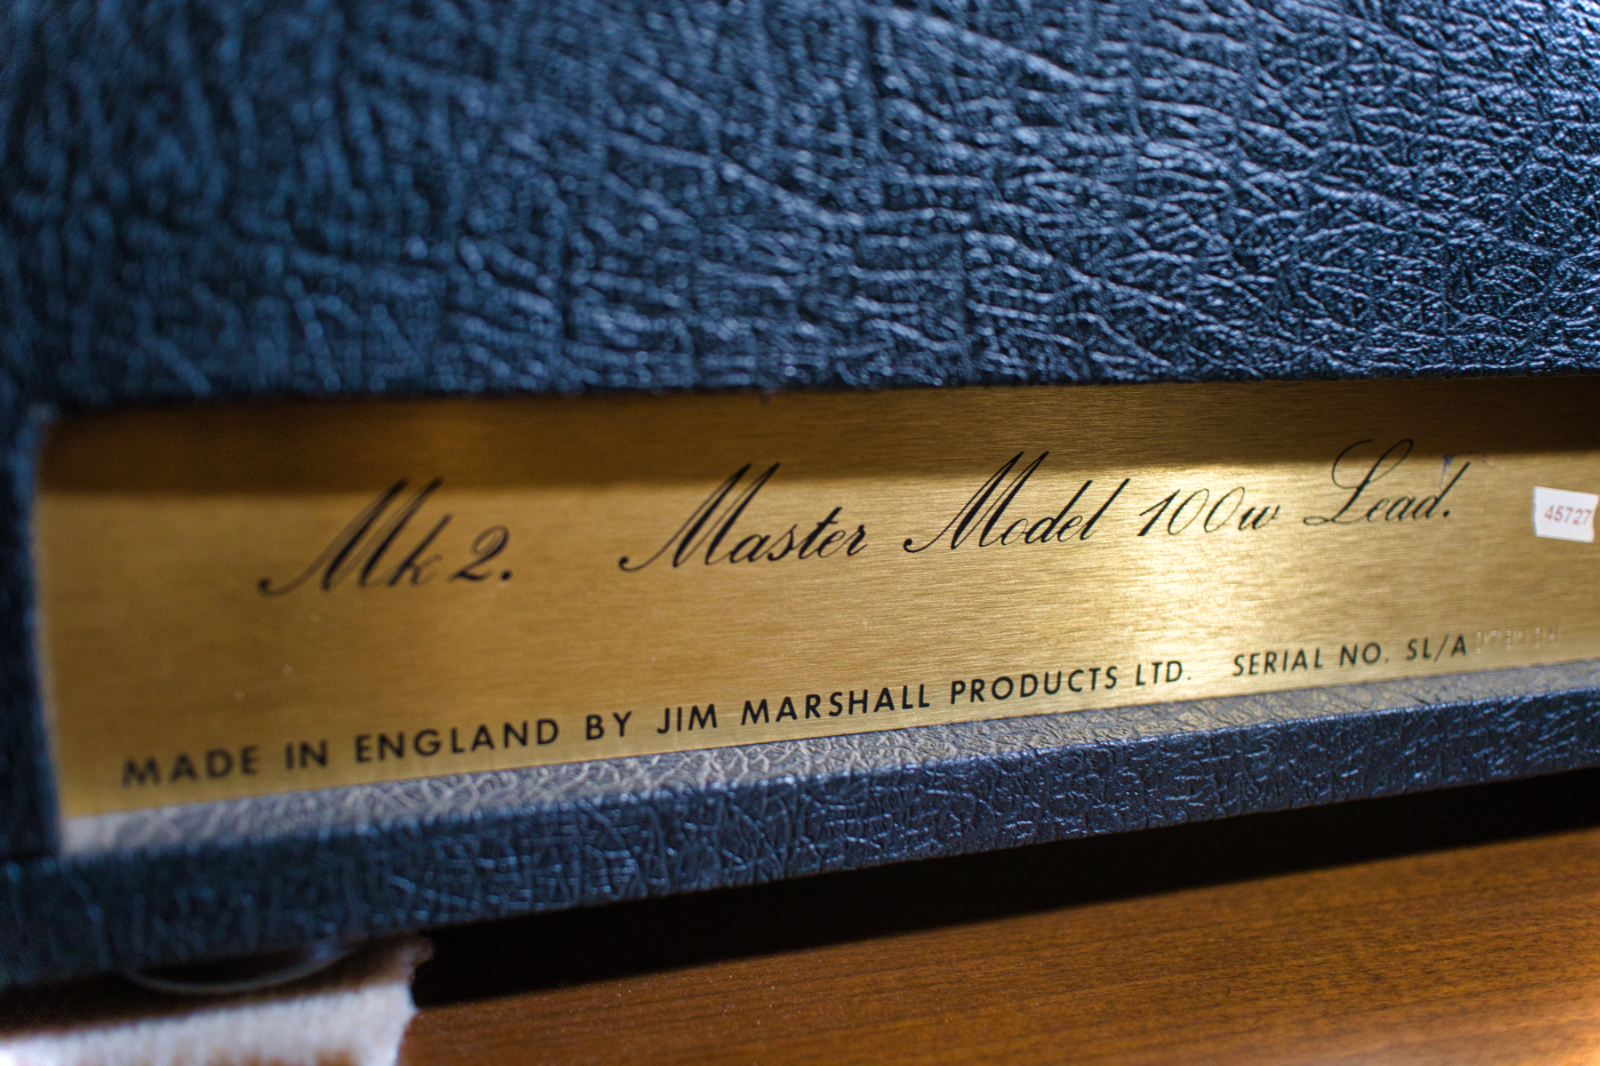 Mk 2. Master Model 100w Lead.
45727
MADE IN ENGLAND BY JIM MARSHALL PRODUCTS LTD. SERIAL NO. SL/A